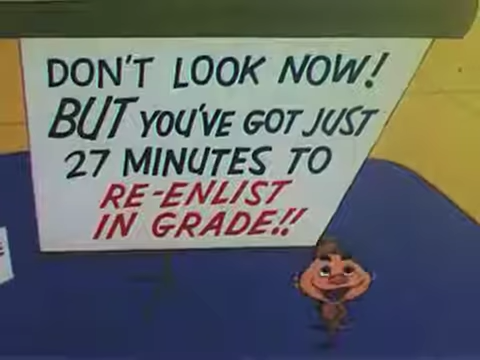 DON'T LOOK NOW!
BUT YOU'VE GOT JUST
27 MINUTES TO
RE-ENLIST
IN GRADE!!